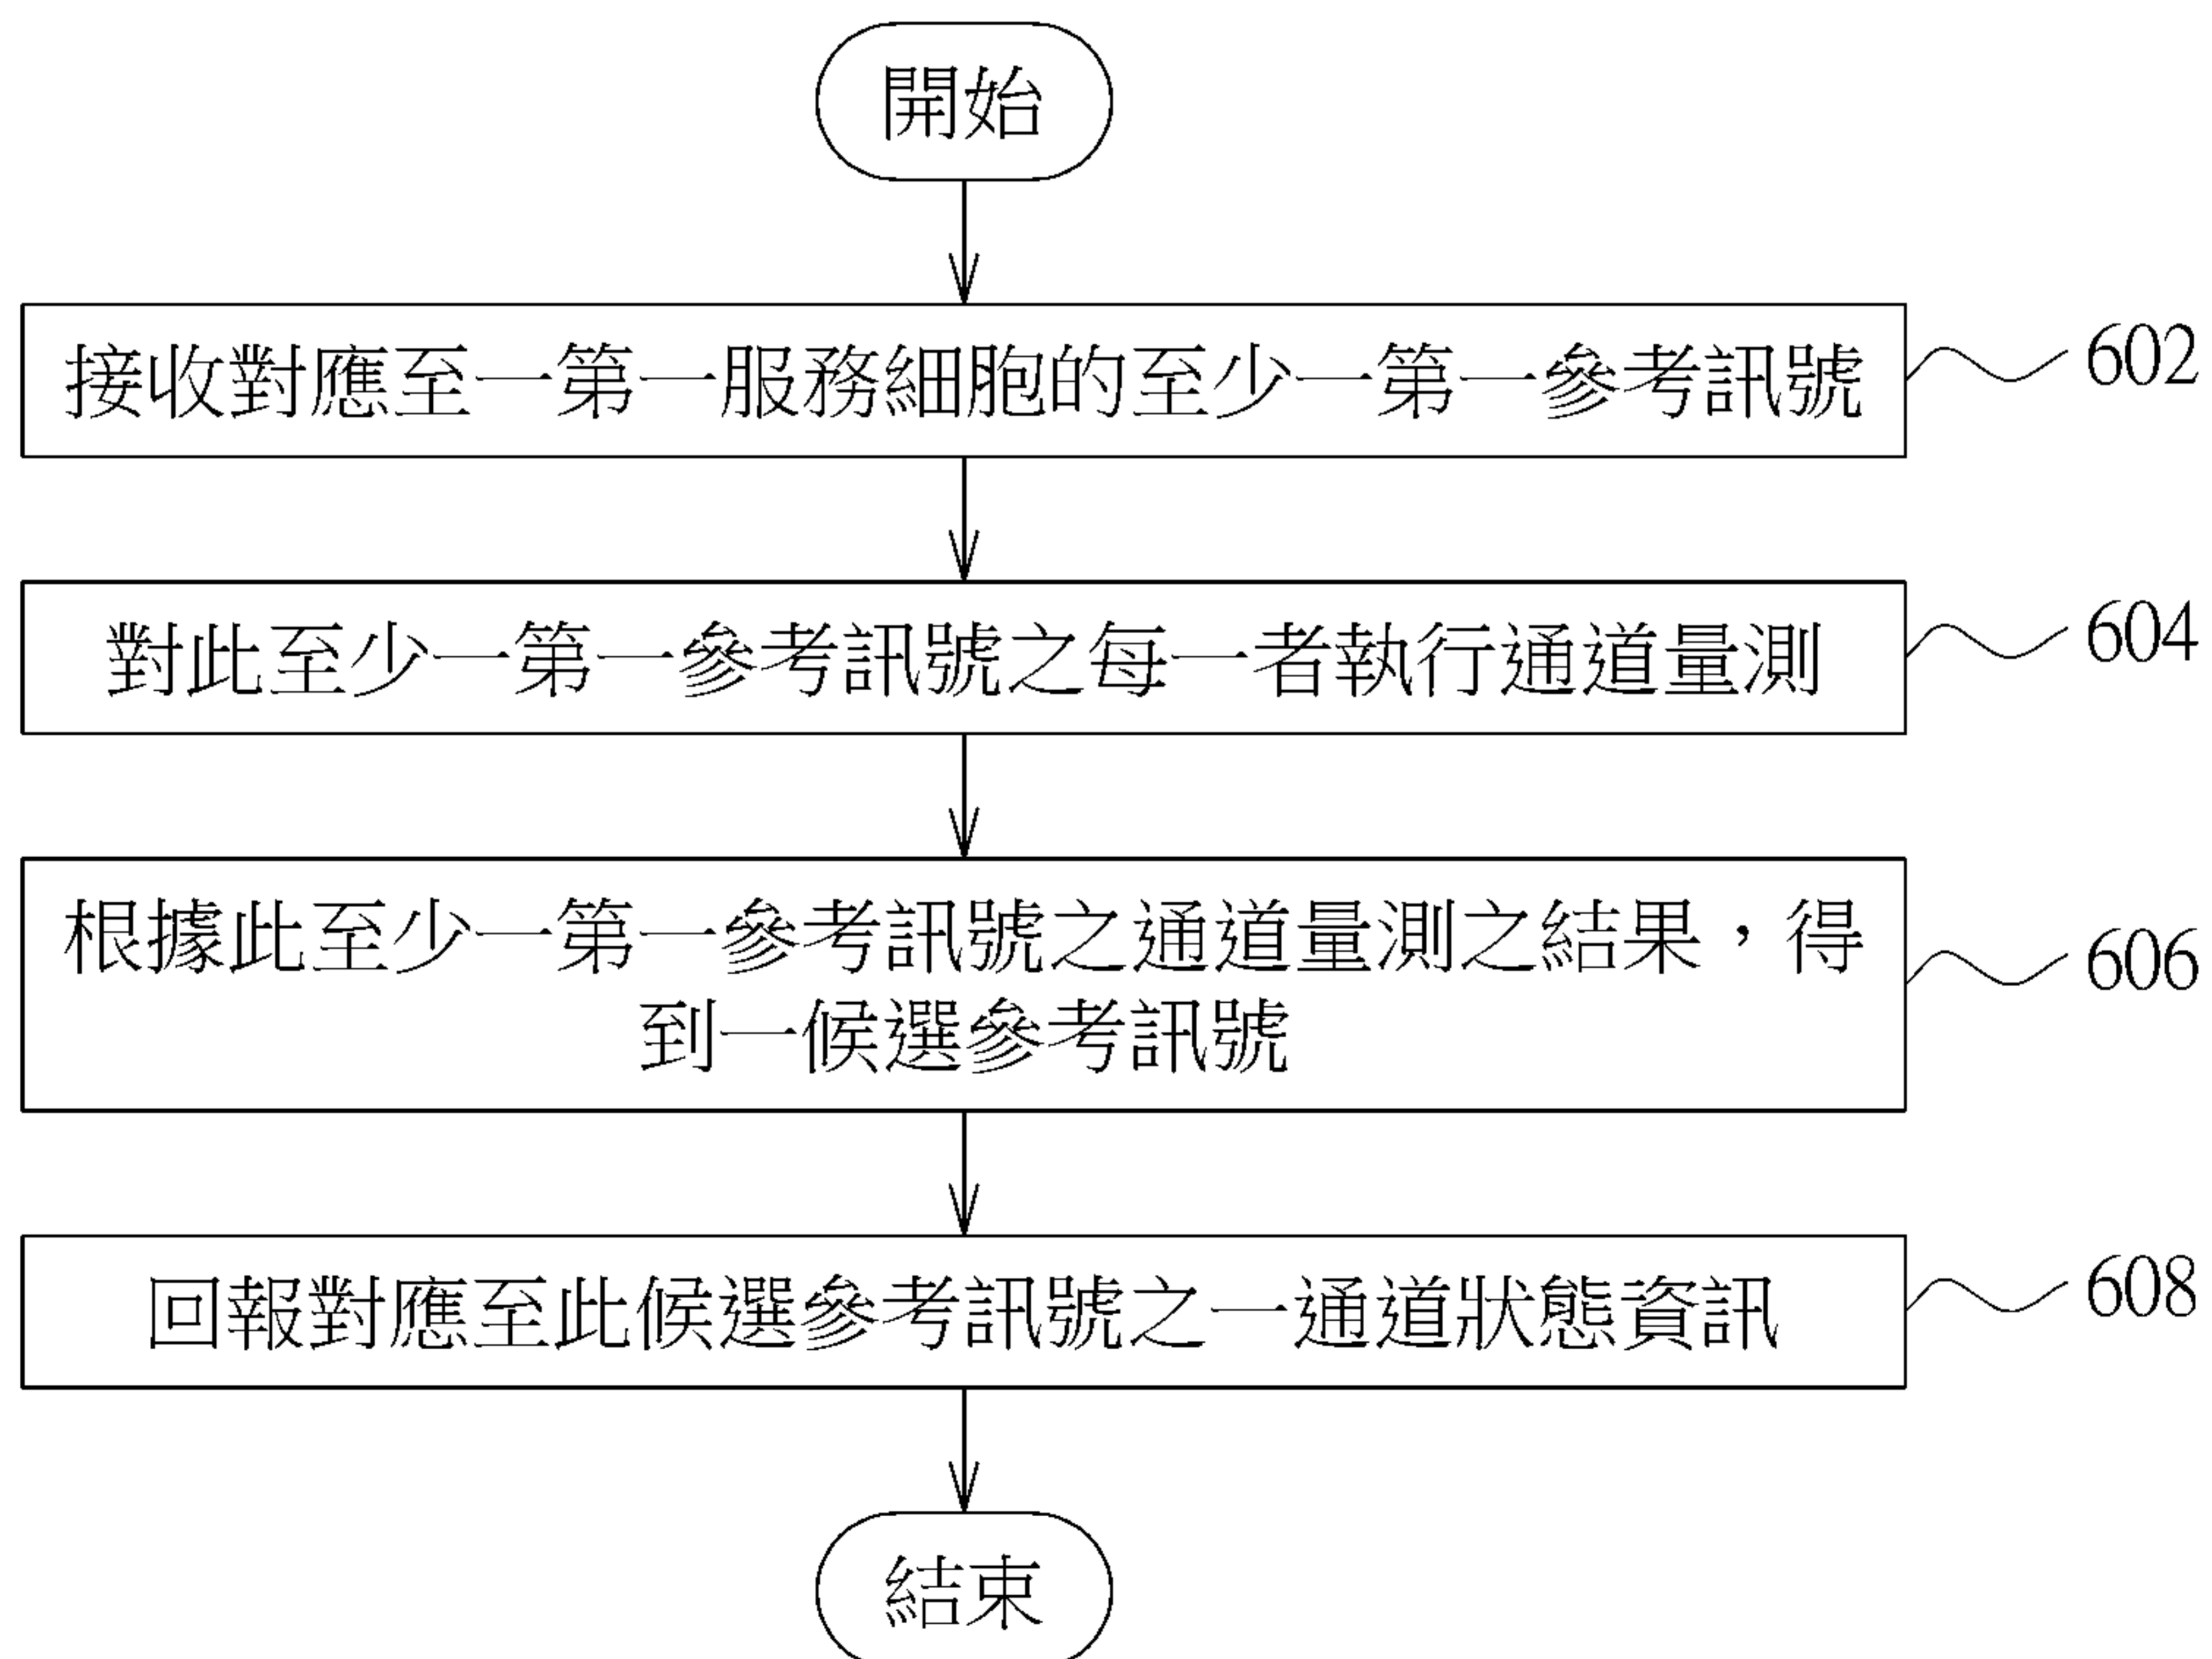 開始
接收對應至一第一服務細胞的至少一第一參考訊號
602
對此至少一第一參考訊號之每一者執行通道量測
604
根據此至少一第一參考訊號之通道量測之結果，得
到一候選參考訊號
606
回報對應至此候選參考訊號之一通道狀態資訊
608
結束